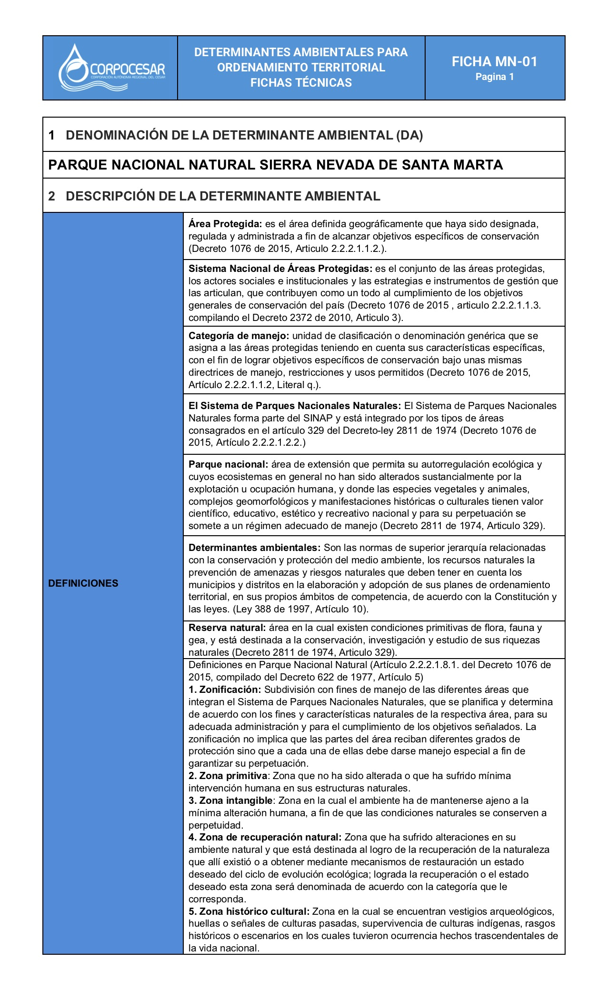 CORPOCESAR
CORPORACIÓN AUTÓNOMA REGIONAL DEL CESAR
DETERMINANTES AMBIENTALES PARA
ORDENAMIENTO TERRITORIAL
FICHAS TÉCNICAS
FICHA MN-01
Pagina 1
1 DENOMINACIÓN DE LA DETERMINANTE AMBIENTAL (DA)
PARQUE NACIONAL NATURAL SIERRA NEVADA DE SANTA MARTA
2 DESCRIPCIÓN DE LA DETERMINANTE AMBIENTAL
DEFINICIONES
Área Protegida: es el área definida geográficamente que haya sido designada,
regulada y administrada a fin de alcanzar objetivos específicos de conservación
(Decreto 1076 de 2015, Articulo 2.2.2.1.1.2.).
Sistema Nacional de Áreas Protegidas: es el conjunto de las áreas protegidas,
los actores sociales e institucionales y las estrategias e instrumentos de gestión que
las articulan, que contribuyen como un todo al cumplimiento de los objetivos
generales de conservación del país (Decreto 1076 de 2015 , articulo 2.2.2.1.1.3.
compilando el Decreto 2372 de 2010, Articulo 3).
Categoría de manejo: unidad de clasificación o denominación genérica que se
asigna a las áreas protegidas teniendo en cuenta sus características específicas,
con el fin de lograr objetivos específicos de conservación bajo unas mismas
directrices de manejo, restricciones y usos permitidos (Decreto 1076 de 2015,
Artículo 2.2.2.1.1.2, Literal q.).
El Sistema de Parques Nacionales Naturales: El Sistema de Parques Nacionales
Naturales forma parte del SINAP y está integrado por los tipos de áreas
consagrados en el artículo 329 del Decreto-ley 2811 de 1974 (Decreto 1076 de
2015, Artículo 2.2.2.1.2.2.)
Parque nacional: área de extensión que permita su autorregulación ecológica y
cuyos ecosistemas en general no han sido alterados sustancialmente por la
explotación u ocupación humana, y donde las especies vegetales y animales,
complejos geomorfológicos y manifestaciones históricas o culturales tienen valor
científico, educativo, estético y recreativo nacional y para su perpetuación se
somete a un régimen adecuado de manejo (Decreto 2811 de 1974, Articulo 329).
Determinantes ambientales: Son las normas de superior jerarquía relacionadas
con la conservación y protección del medio ambiente, los recursos naturales la
prevención de amenazas y riesgos naturales que deben tener en cuenta los
municipios y distritos en la elaboración y adopción de sus planes de ordenamiento
territorial, en sus propios ámbitos de competencia, de acuerdo con la Constitución y
las leyes. (Ley 388 de 1997, Artículo 10).
Reserva natural: área en la cual existen condiciones primitivas de flora, fauna y
gea, y está destinada a la conservación, investigación y estudio de sus riquezas
naturales (Decreto 2811 de 1974, Articulo 329).
Definiciones en Parque Nacional Natural (Artículo 2.2.2.1.8.1. del Decreto 1076 de
2015, compilado del Decreto 622 de 1977, Artículo 5)
1. Zonificación: Subdivisión con fines de manejo de las diferentes áreas que
integran el Sistema de Parques Nacionales Naturales, que se planifica y determina
de acuerdo con los fines y características naturales de la respectiva área, para su
adecuada administración y para el cumplimiento de los objetivos señalados. La
zonificación no implica que las partes del área reciban diferentes grados de
protección sino que a cada una de ellas debe darse manejo especial a fin de
garantizar su perpetuación.
2. Zona primitiva: Zona que no ha sido alterada o que ha sufrido mínima
intervención humana en sus estructuras naturales.
3. Zona intangible: Zona en la cual el ambiente ha de mantenerse ajeno a la
mínima alteración humana, a fin de que las condiciones naturales se conserven a
perpetuidad.
4. Zona de recuperación natural: Zona que ha sufrido alteraciones en su
ambiente natural y que está destinada al logro de la recuperación de la naturaleza
que allí existió o a obtener mediante mecanismos de restauración un estado
deseado del ciclo de evolución ecológica; lograda la recuperación o el estado
deseado esta zona será denominada de acuerdo con la categoría que le
corresponda.
5. Zona histórico cultural: Zona en la cual se encuentran vestigios arqueológicos,
huellas o señales de culturas pasadas, supervivencia de culturas indígenas, rasgos
históricos o escenarios en los cuales tuvieron ocurrencia hechos trascendentales de
la vida nacional.